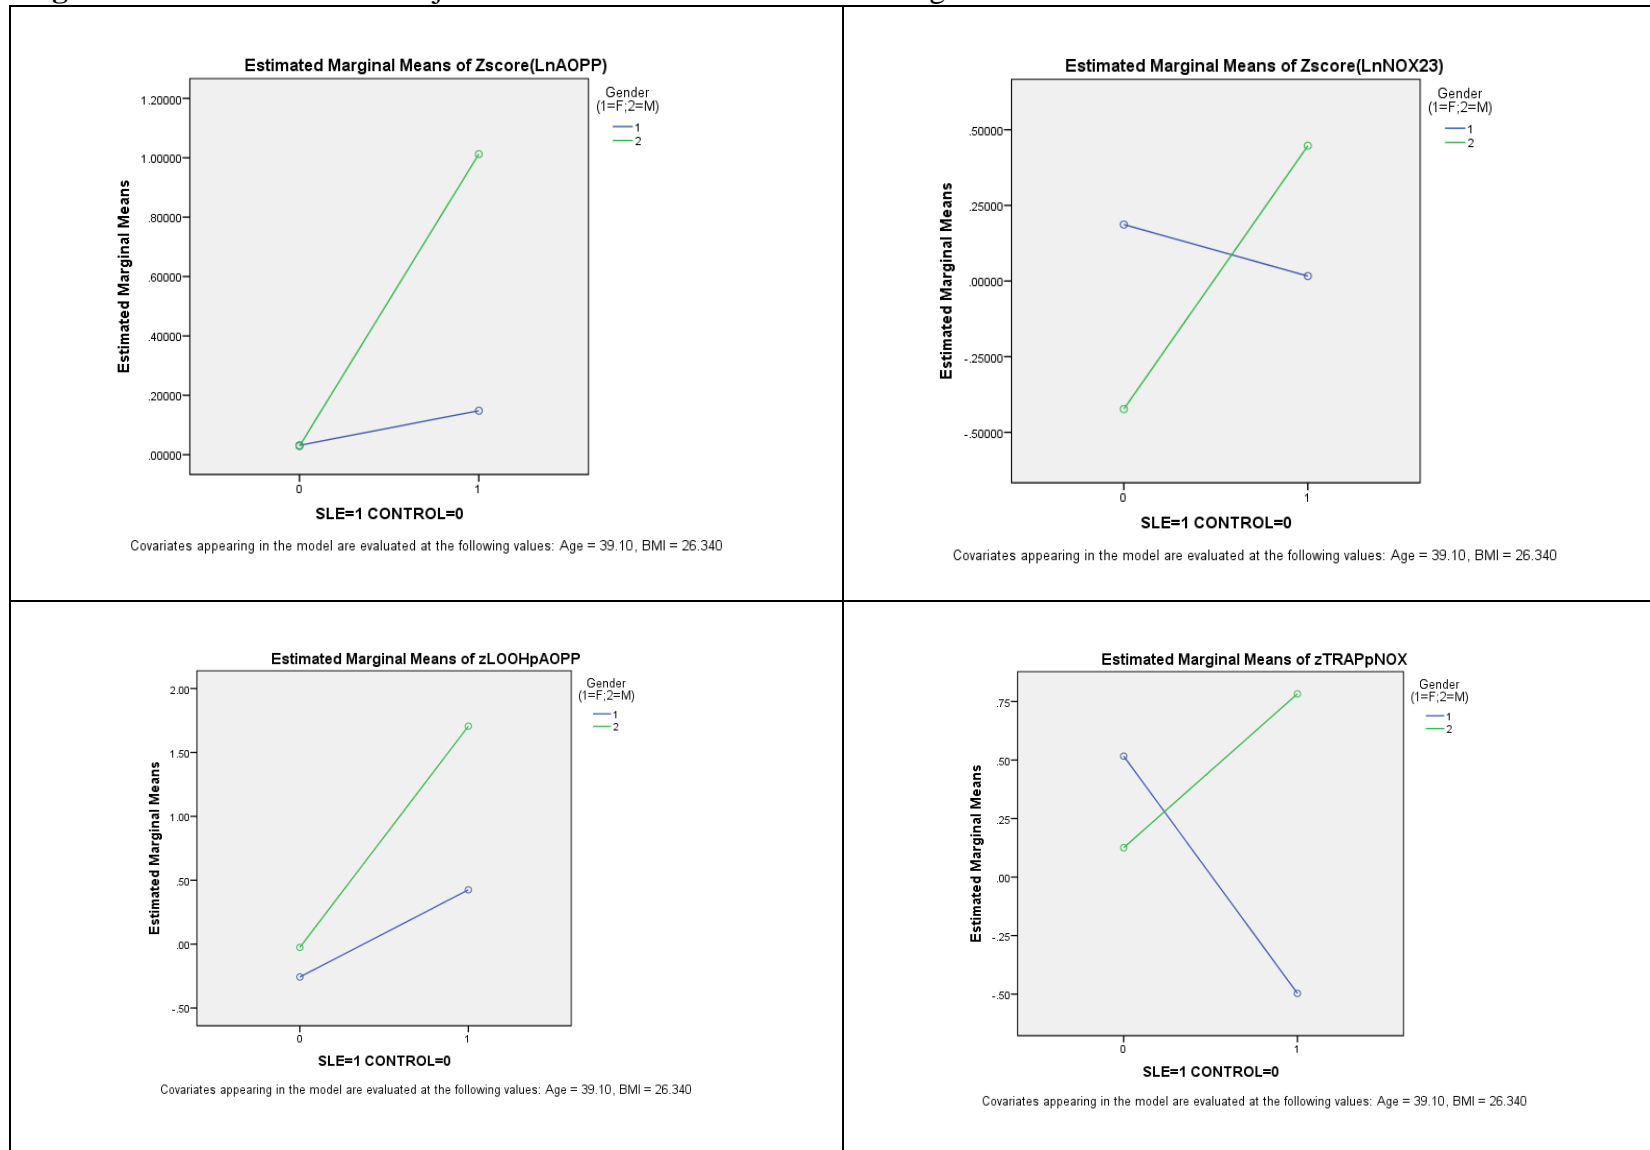 Estimated Marginal Means of Zscore(LnAOPP)
Gender
(1=F;2=M)
1
2
Estimated Marginal Means
1.20000
1.00000
.80000
.60000
.40000
.20000
.00000
0
1
SLE=1 CONTROL=0
Covariates appearing in the model are evaluated at the following values: Age = 39.10, BMI = 26.340
Estimated Marginal Means of Zscore(LnNOX23)
Gender
(1=F;2=M)
1
2
Estimated Marginal Means
.50000
.25000
.00000
-.25000
-.50000
0
1
SLE=1 CONTROL=0
Covariates appearing in the model are evaluated at the following values: Age = 39.10, BMI = 26.340
Estimated Marginal Means of zLOOHpAOPP
Gender
(1=F;2=M)
1
2
Estimated Marginal Means
2.00
1.50
1.00
.50
.00
-.50
0
1
SLE=1 CONTROL=0
Covariates appearing in the model are evaluated at the following values: Age = 39.10, BMI = 26.340
Estimated Marginal Means of zTRAPpNOX
Gender
(1=F;2=M)
1
2
Estimated Marginal Means
.75
.50
.25
.00
-.25
-.50
0
1
SLE=1 CONTROL=0
Covariates appearing in the model are evaluated at the following values: Age = 39.10, BMI = 26.340